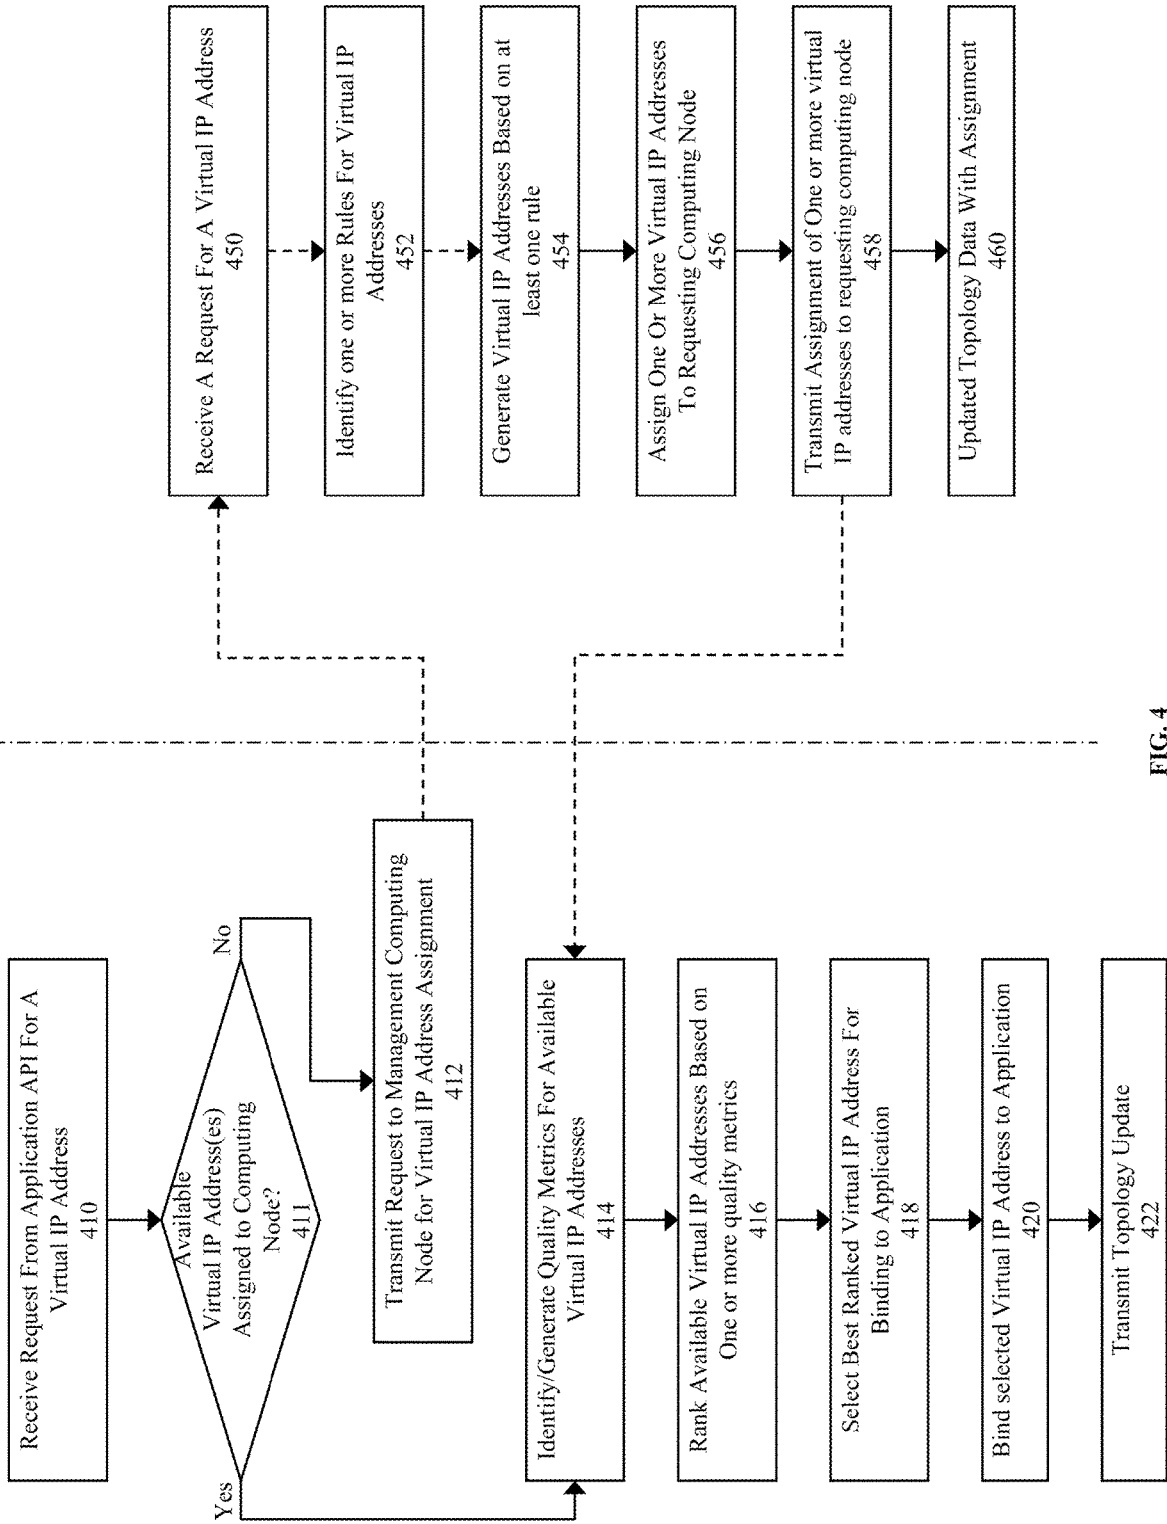 Receive Request From Application API For A
Virtual IP Address
410
Available
Virtual IP Address(es)
Assigned to Computing
Node?
411
Yes
No
Transmit Request to Management Computing
Node for Virtual IP Address Assignment
412
Identify/Generate Quality Metrics For Available
Virtual IP Addresses
414
Rank Available Virtual IP Addresses Based on
One or more quality metrics
416
Select Best Ranked Virtual IP Address For
Binding to Application
418
Bind selected Virtual IP Address to Application
420
Transmit Topology Update
422
Receive A Request For A Virtual IP Address
450
Identify one or more Rules For Virtual IP
Addresses
452
Generate Virtual IP Addresses Based on at
least one rule
454
Assign One Or More Virtual IP Addresses
To Requesting Computing Node
456
Transmit Assignment of One or more virtual
IP addresses to requesting computing node
458
Updated Topology Data With Assignment
460
FIG. 4